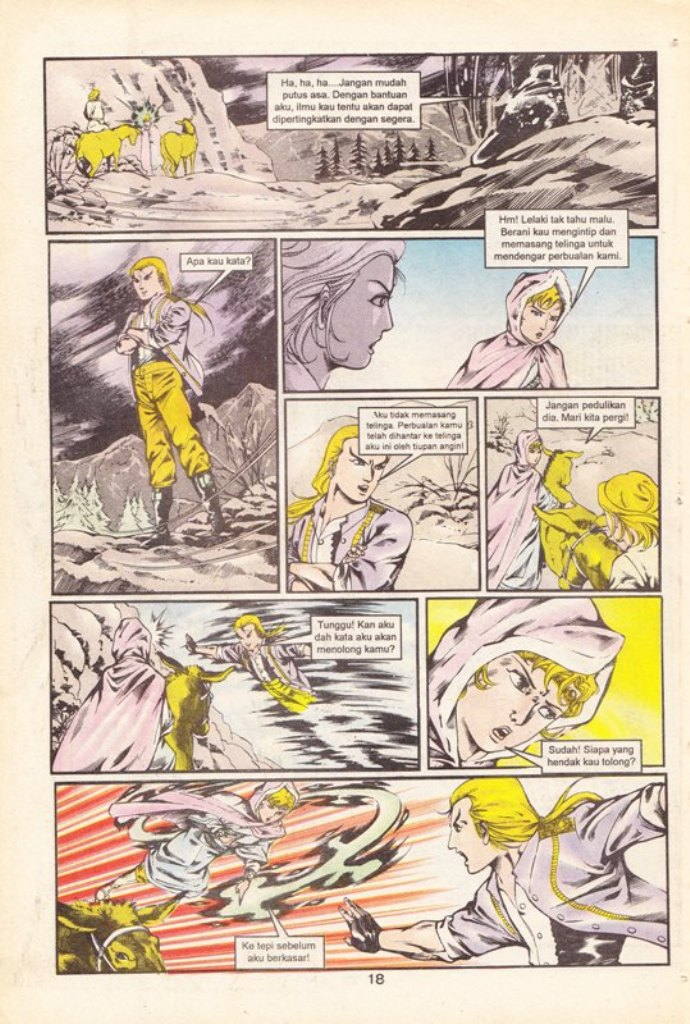 Ha, ha, ha....Jangan mudah
putus asa. Dengan bantuan
aku, ilmu kau tentu akan dapat
dipertingkatkan dengan segera.
Apa kau kata?
Hm! Lelaki tak tahu malu.
Berani kau mengintip dan
memasang telinga untuk
mendengar perbualan kami.
Aku tidak memasang
telinga. Perbualan kamu
telah dihantar ke telinga
aku ini oleh tiupan angin!
Jangan pedulikan
dia. Mari kita pergi!
Tunggu! Kan aku
dah kata aku akan
menolong kamu?
Sudah! Siapa yang
hendak kau tolong?
Ke tepi sebelum
aku berkasar!
18